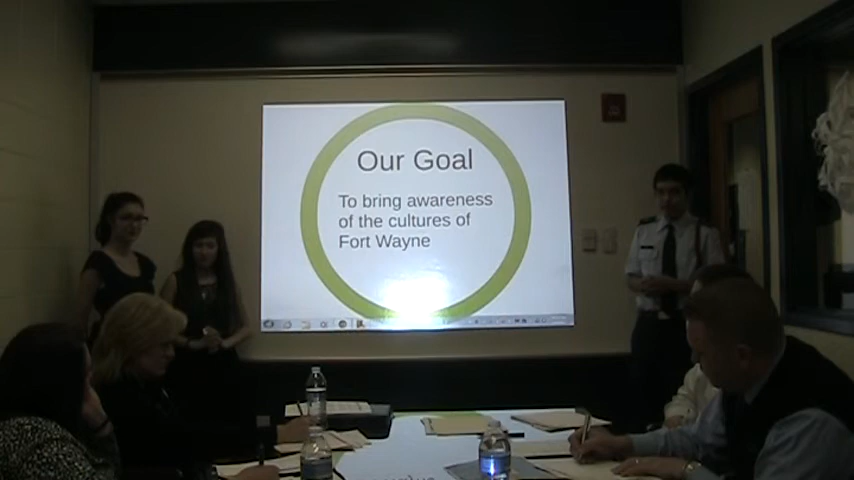 Our Goal
To bring awareness
of the cultures of
Fort Wayne